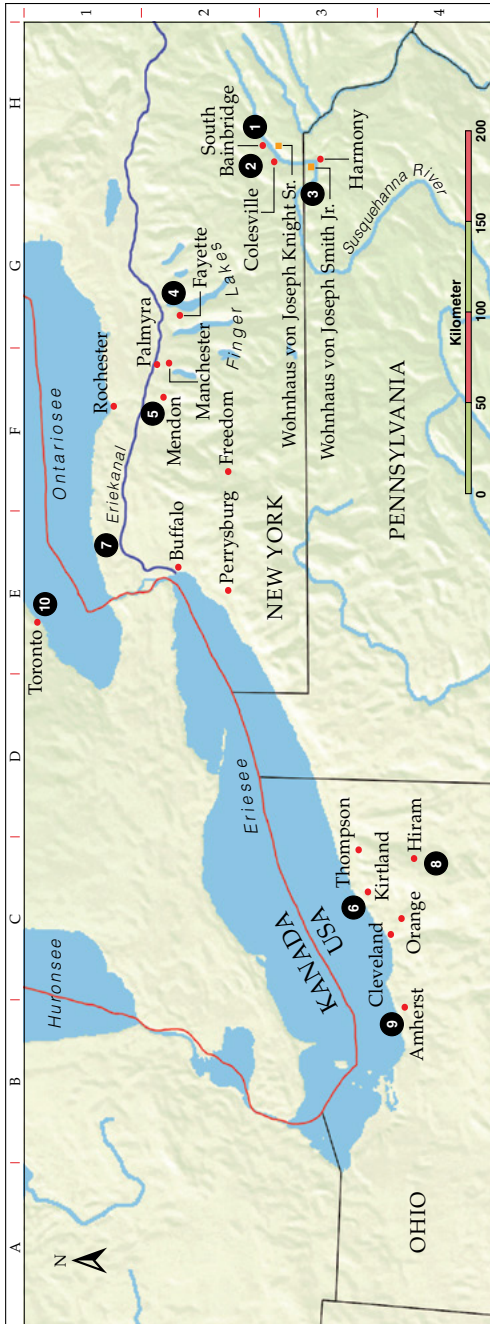 A B C D E F G H
1
2
3
4
N
Huronsee
Toronto
10
Ontariosee
7
Eriekanal
Rochester
Palmyra
5
Mendon
Manchester
4
Fayette
Finger Lakes
Buffalo
Freedom
Perrysburg
NEW YORK
South
Bainbridge
1
2
Colesville
Wohnhaus von Joseph Knight Sr.
3
Wohnhaus von Joseph Smith Jr.
Harmony
Susquehanna River
PENNSYLVANIA
Eriesee
KANADA
USA
Thompson
6
Kirtland
Cleveland
Hiram
8
Orange
9
Amherst
OHIO
Kilometer
0 50 100 150 200